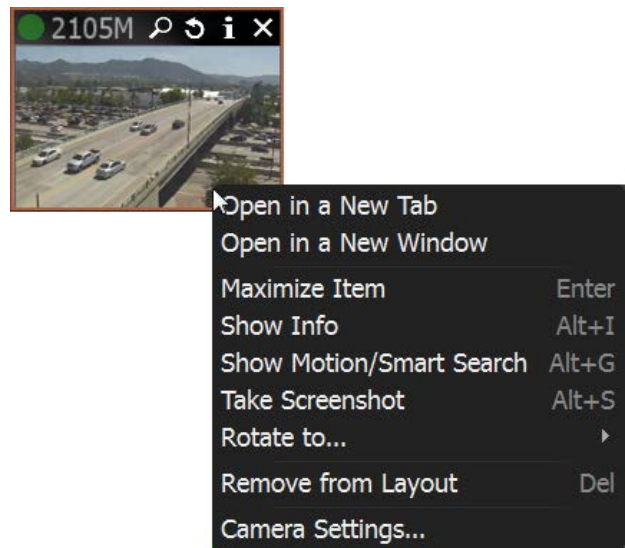 2105M
Open in a New Tab
Open in a New Window
Maximize Item Enter
Show Info Alt+I
Show Motion/Smart Search Alt+G
Take Screenshot Alt+S
Rotate to...
Remove from Layout Del
Camera Settings...